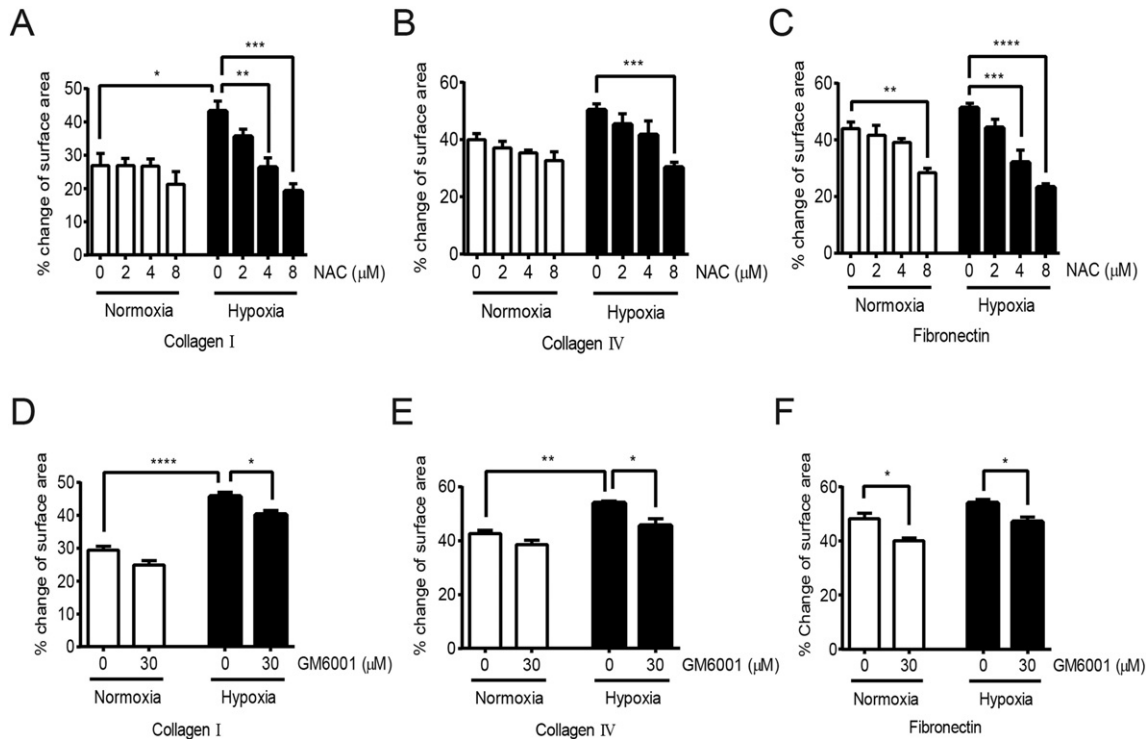 A
% change of surface area
50
40
30
20
10
0
*
***
**
0 2 4 8 0 2 4 8 NAC (μM)
Normoxia Hypoxia
Collagen Ⅰ
B
% change of surface area
60
40
20
0
***
0 2 4 8 0 2 4 8 NAC (μM)
Normoxia Hypoxia
Collagen Ⅳ
C
% change of surface area
60
40
20
0
**
****
***
0 2 4 8 0 2 4 8 NAC (μM)
Normoxia Hypoxia
Fibronectin
D
% change of surface area
50
40
30
20
10
0
**** *
0 30 0 30 GM6001 (μM)
Normoxia Hypoxia
Collagen Ⅰ
E
% change of surface area
60
40
20
0
** *
0 30 0 30 GM6001 (μM)
Normoxia Hypoxia
Collagen Ⅳ
F
% Change of surface area
60
40
20
0
* *
0 30 0 30 GM6001 (μM)
Normoxia Hypoxia
Fibronectin